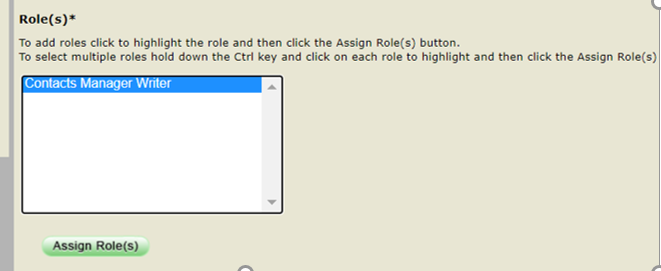 Role(s)*
To add roles click to highlight the role and then click the Assign Role(s) button.
To select multiple roles hold down the Ctrl key and click on each role to highlight and then click the Assign Role(s)
Contacts Manager Writer
Assign Role(s)